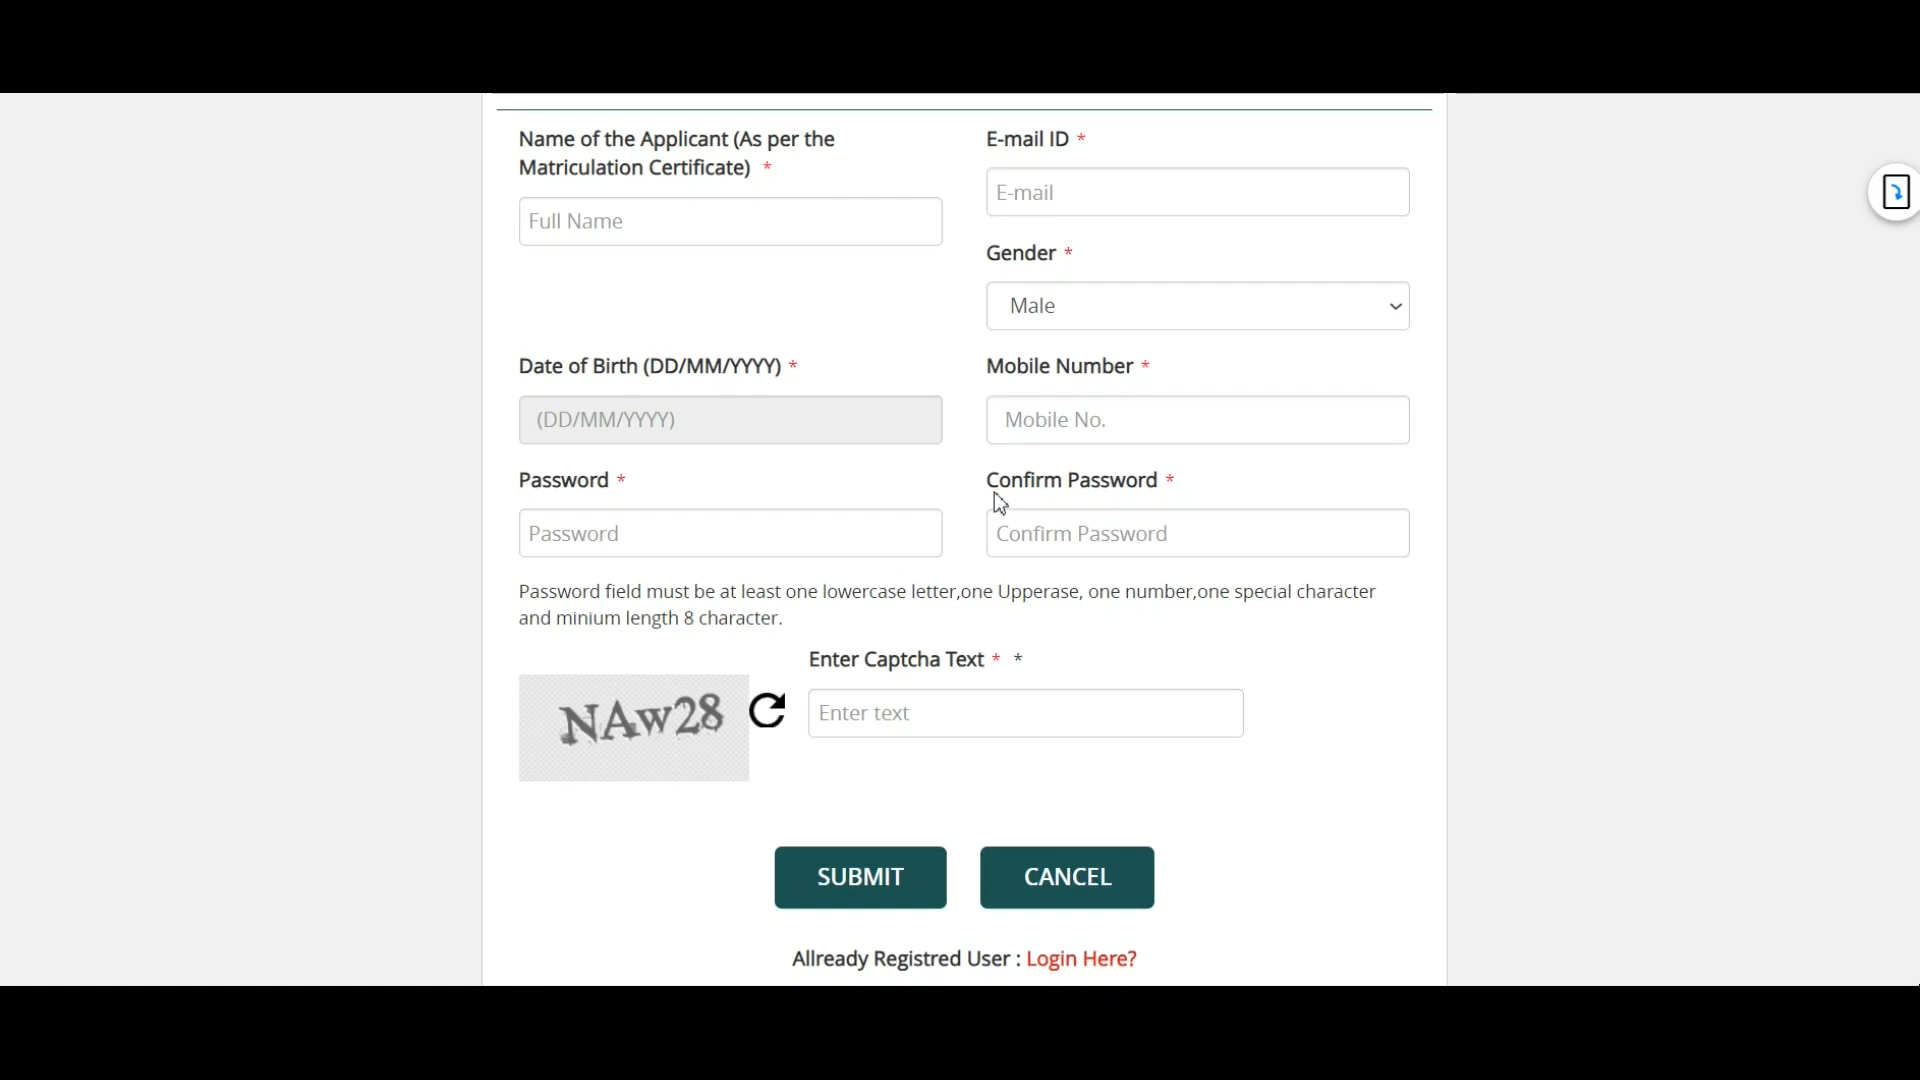 Name of the Applicant (As per the
Matriculation Certificate) *
Full Name
E-mail ID *
E-mail
Gender *
Male
Date of Birth (DD/MM/YYYY) *
(DD/MM/YYYY)
Mobile Number *
Mobile No.
Password *
Password
Confirm Password *
Confirm Password
Password field must be at least one lowercase letter,one Upperase, one number,one special character
and minium length 8 character.
Enter Captcha Text * *
NAw28
Enter text
SUBMIT
CANCEL
Allready Registred User : Login Here?